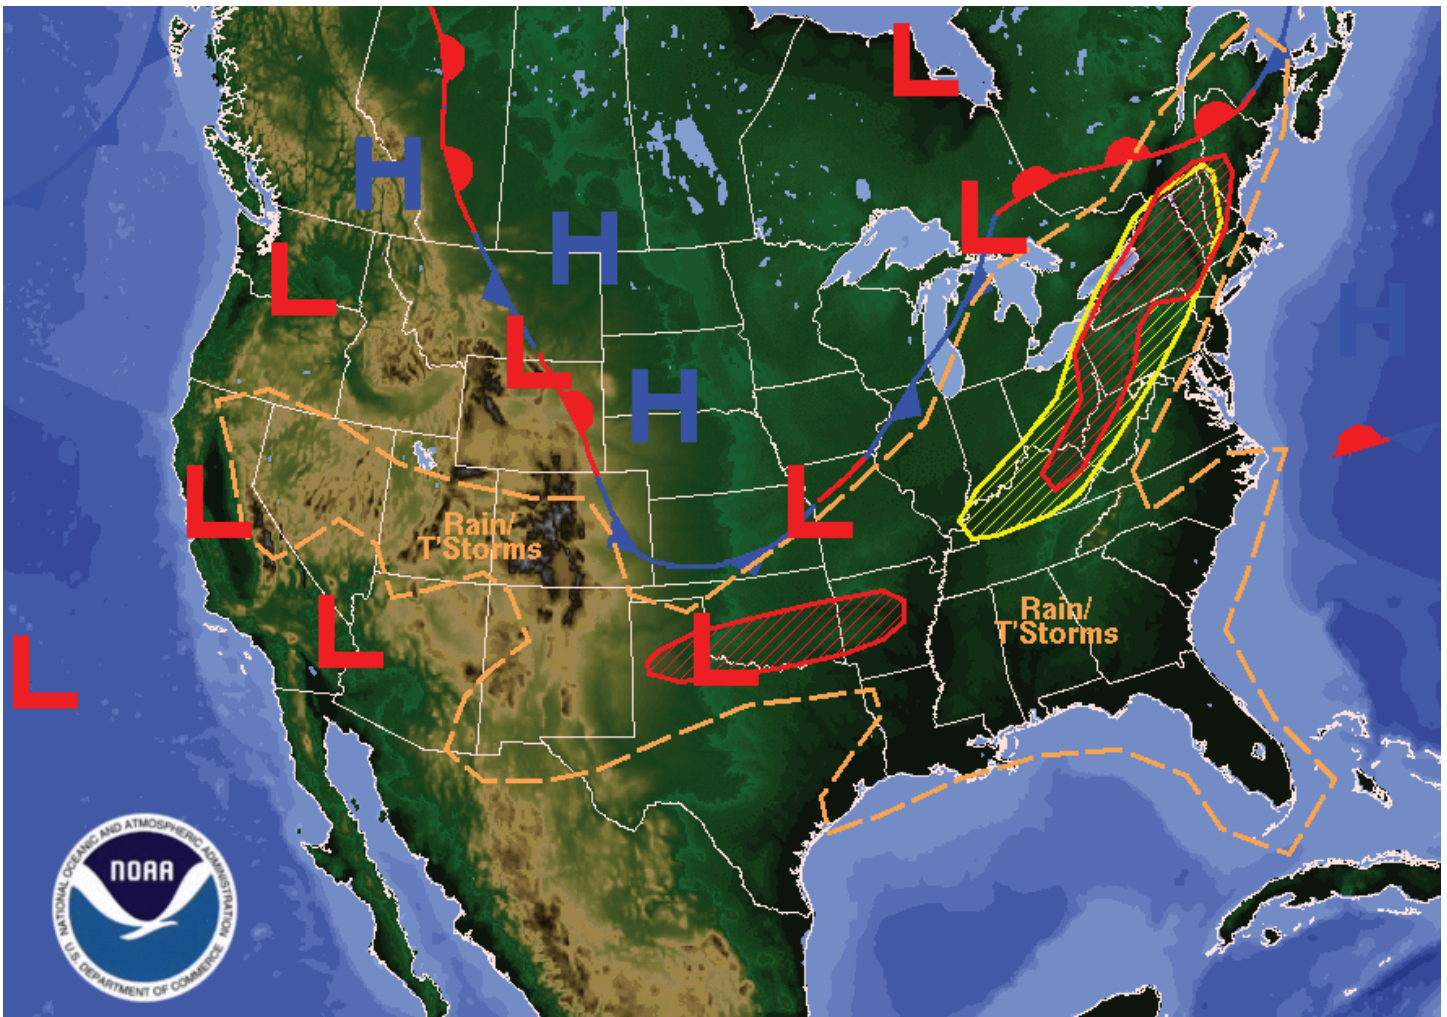 L
H
H
L
L
L
H
H
L
L
Rain/
T'Storms
L
Rain/
T'Storms
L
L
L
NATIONAL OCEANIC AND ATMOSPHERIC ADMINISTRATION
NOAA
U.S. DEPARTMENT OF COMMERCE